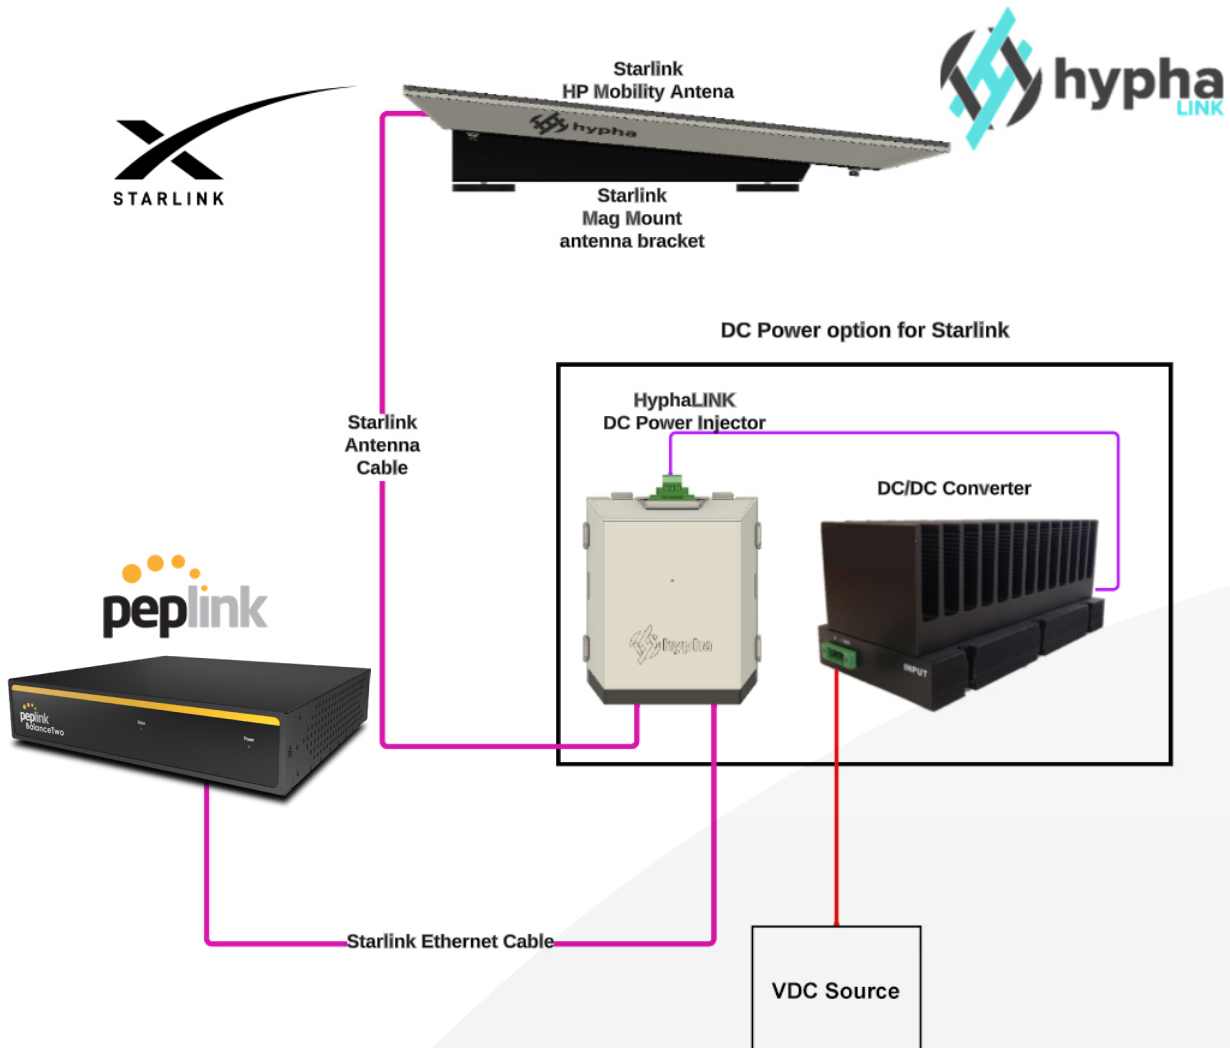 hypha
LINK
STARLINK
Starlink
HP Mobility Antena
hypha
Starlink
Mag Mount
antenna bracket
DC Power option for Starlink
HyphaLINK
DC Power Injector
Starlink
Antenna
Cable
DC/DC Converter
peplink
hypha
INPUT
peplink
BalanceTwo
Status
Power
Starlink Ethernet Cable
VDC Source